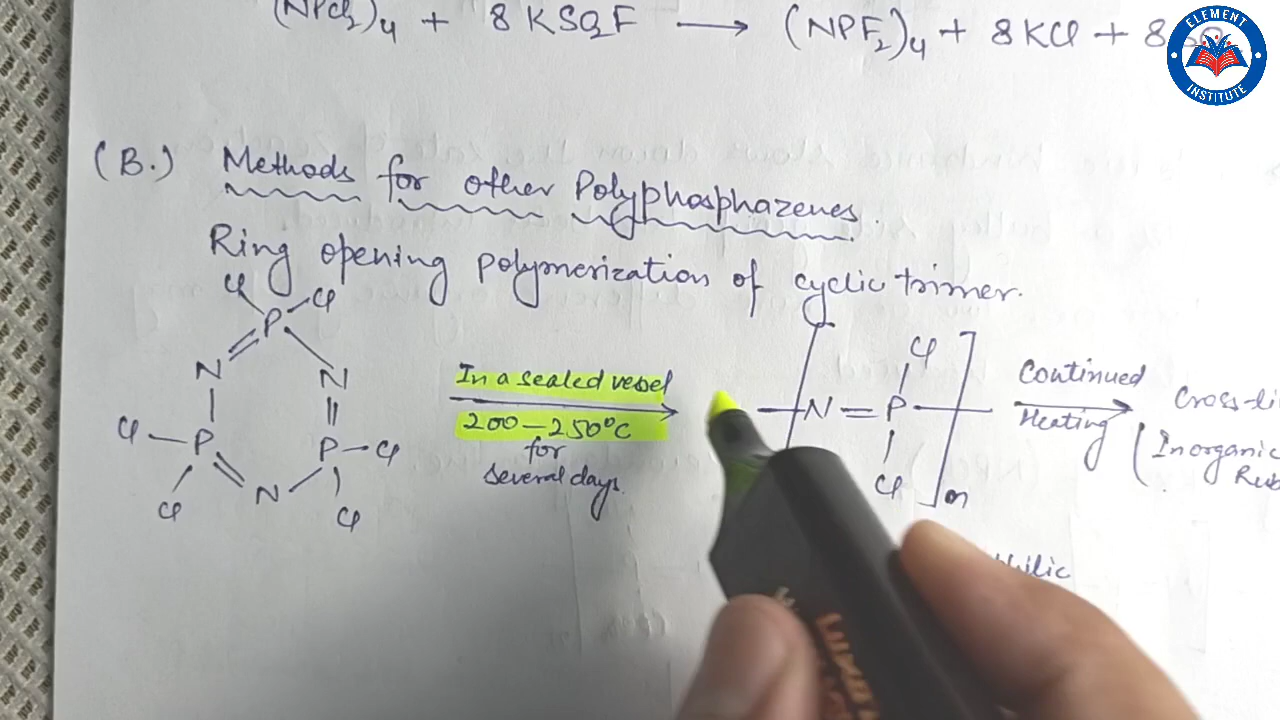 (NPCl2)4 + 8 KSO2F ⟶ (NPF2)4 + 8 KCl + 8
ELEMENT
INSTITUTE
(B.) Methods for other Polyphosphazenes.
Ring opening polymerization of cyclic trimer.
Cl Cl
P
N N
Cl P P Cl
Cl N Cl
In a sealed vessel
200 – 250°C
for
several days.
Cl
N = P
Cl
n
Continued
Heating
Cross-li
(Inorganic
Rub
philic